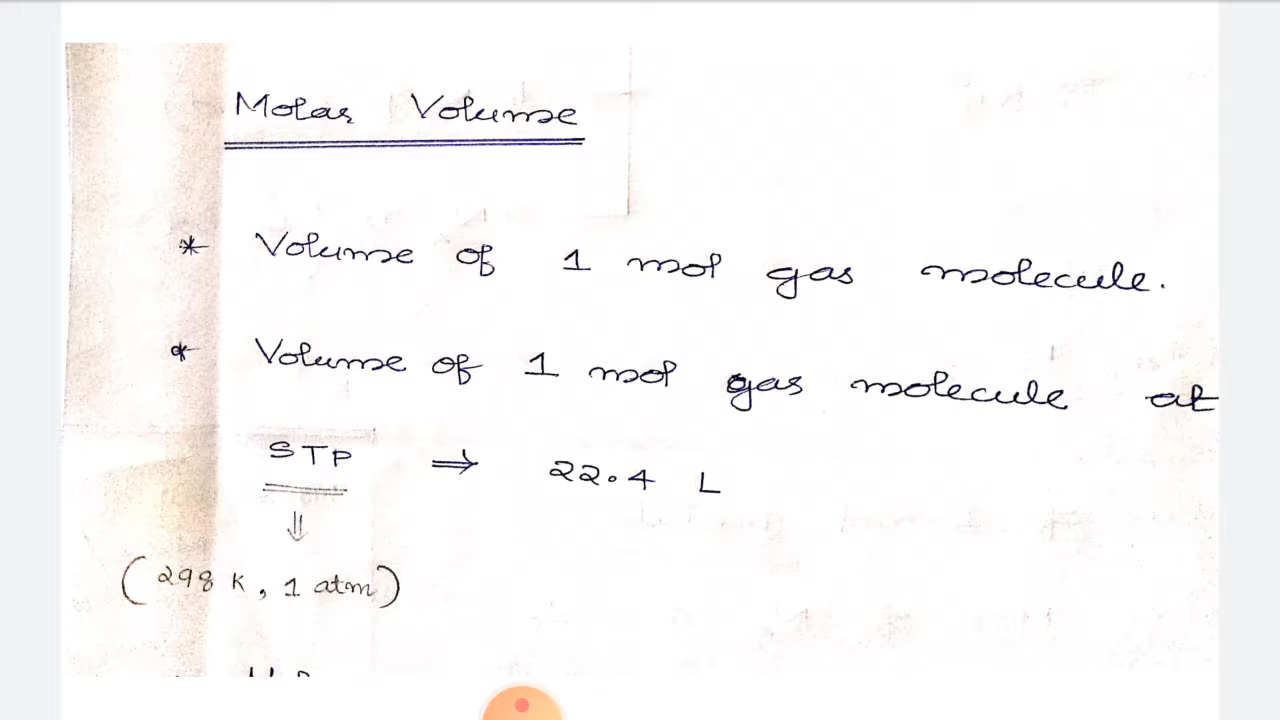 Molar Volume
* Volume of 1 mol gas molecule.
* Volume of 1 mol gas molecule at
STP ⇒ 22.4 L
⇓
(298 K, 1 atm)